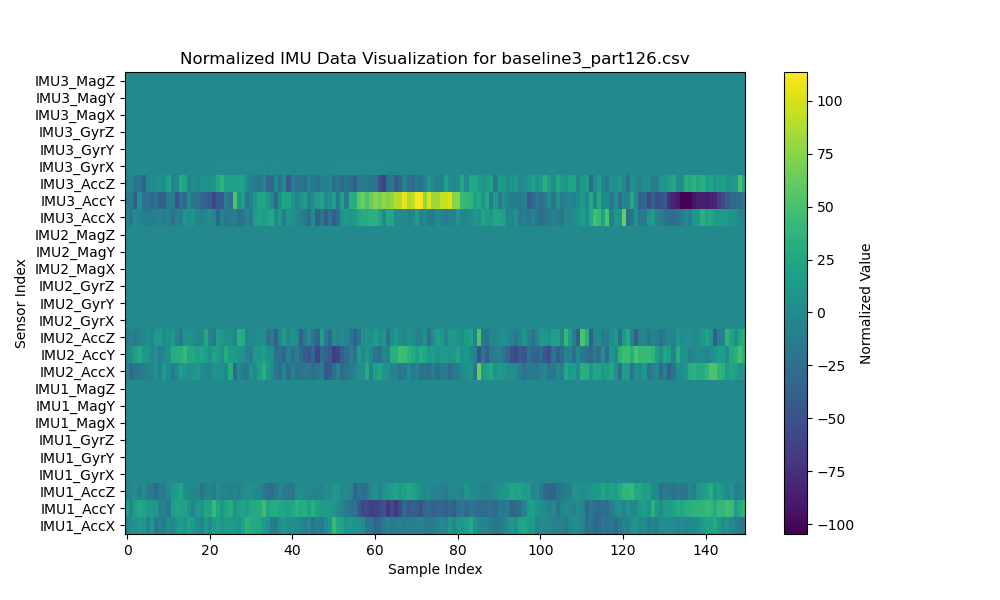 Normalized IMU Data Visualization for baseline3_part126.csv
IMU3_MagZ
IMU3_MagY
IMU3_MagX
IMU3_GyrZ
IMU3_GyrY
IMU3_GyrX
IMU3_AccZ
IMU3_AccY
IMU3_AccX
IMU2_MagZ
IMU2_MagY
IMU2_MagX
IMU2_GyrZ
IMU2_GyrY
IMU2_GyrX
IMU2_AccZ
IMU2_AccY
IMU2_AccX
IMU1_MagZ
IMU1_MagY
IMU1_MagX
IMU1_GyrZ
IMU1_GyrY
IMU1_GyrX
IMU1_AccZ
IMU1_AccY
IMU1_AccX
Sensor Index
0 20 40 60 80 100 120 140
Sample Index
100
75
50
25
0
−25
−50
−75
−100
Normalized Value